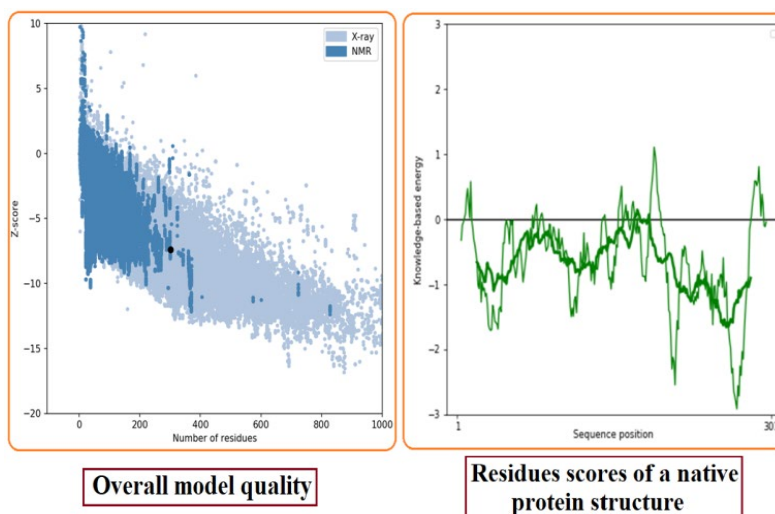 10
5
0
−5
−10
−15
−20
Z-score
0
200
400
600
800
1000
Number of residues
X-ray
NMR
3
2
1
0
−1
−2
−3
Knowledge-based energy
1
Sequence position
Overall model quality
Residues scores of a native
protein structure